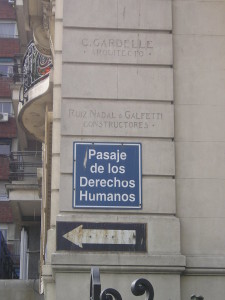 C. GARDELLE
ARQUITECTO
RUIZ NADAL & GALFETTI
CONSTRUCTORES
Pasaje
de los
Derechos
Humanos